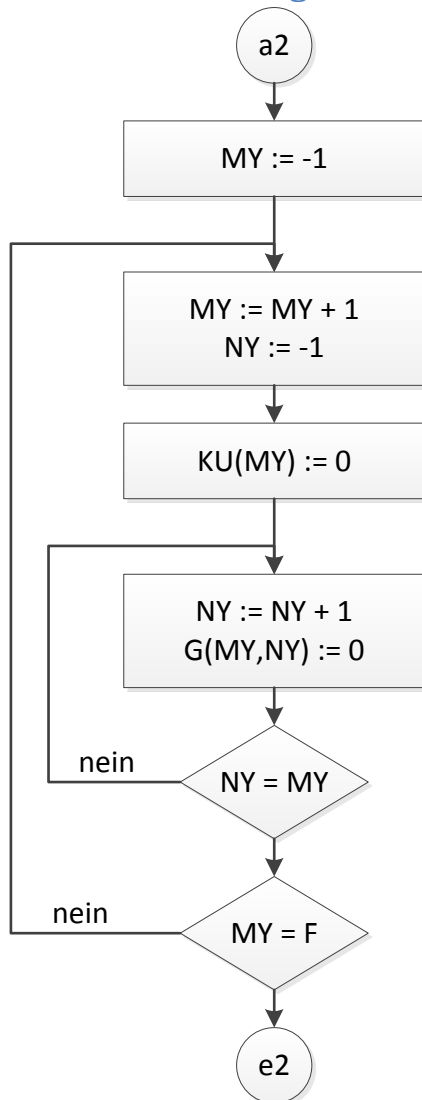 a2
MY := -1
MY := MY + 1
NY := -1
KU(MY) := 0
NY := NY + 1
G(MY,NY) := 0
nein
NY = MY
nein
MY = F
e2